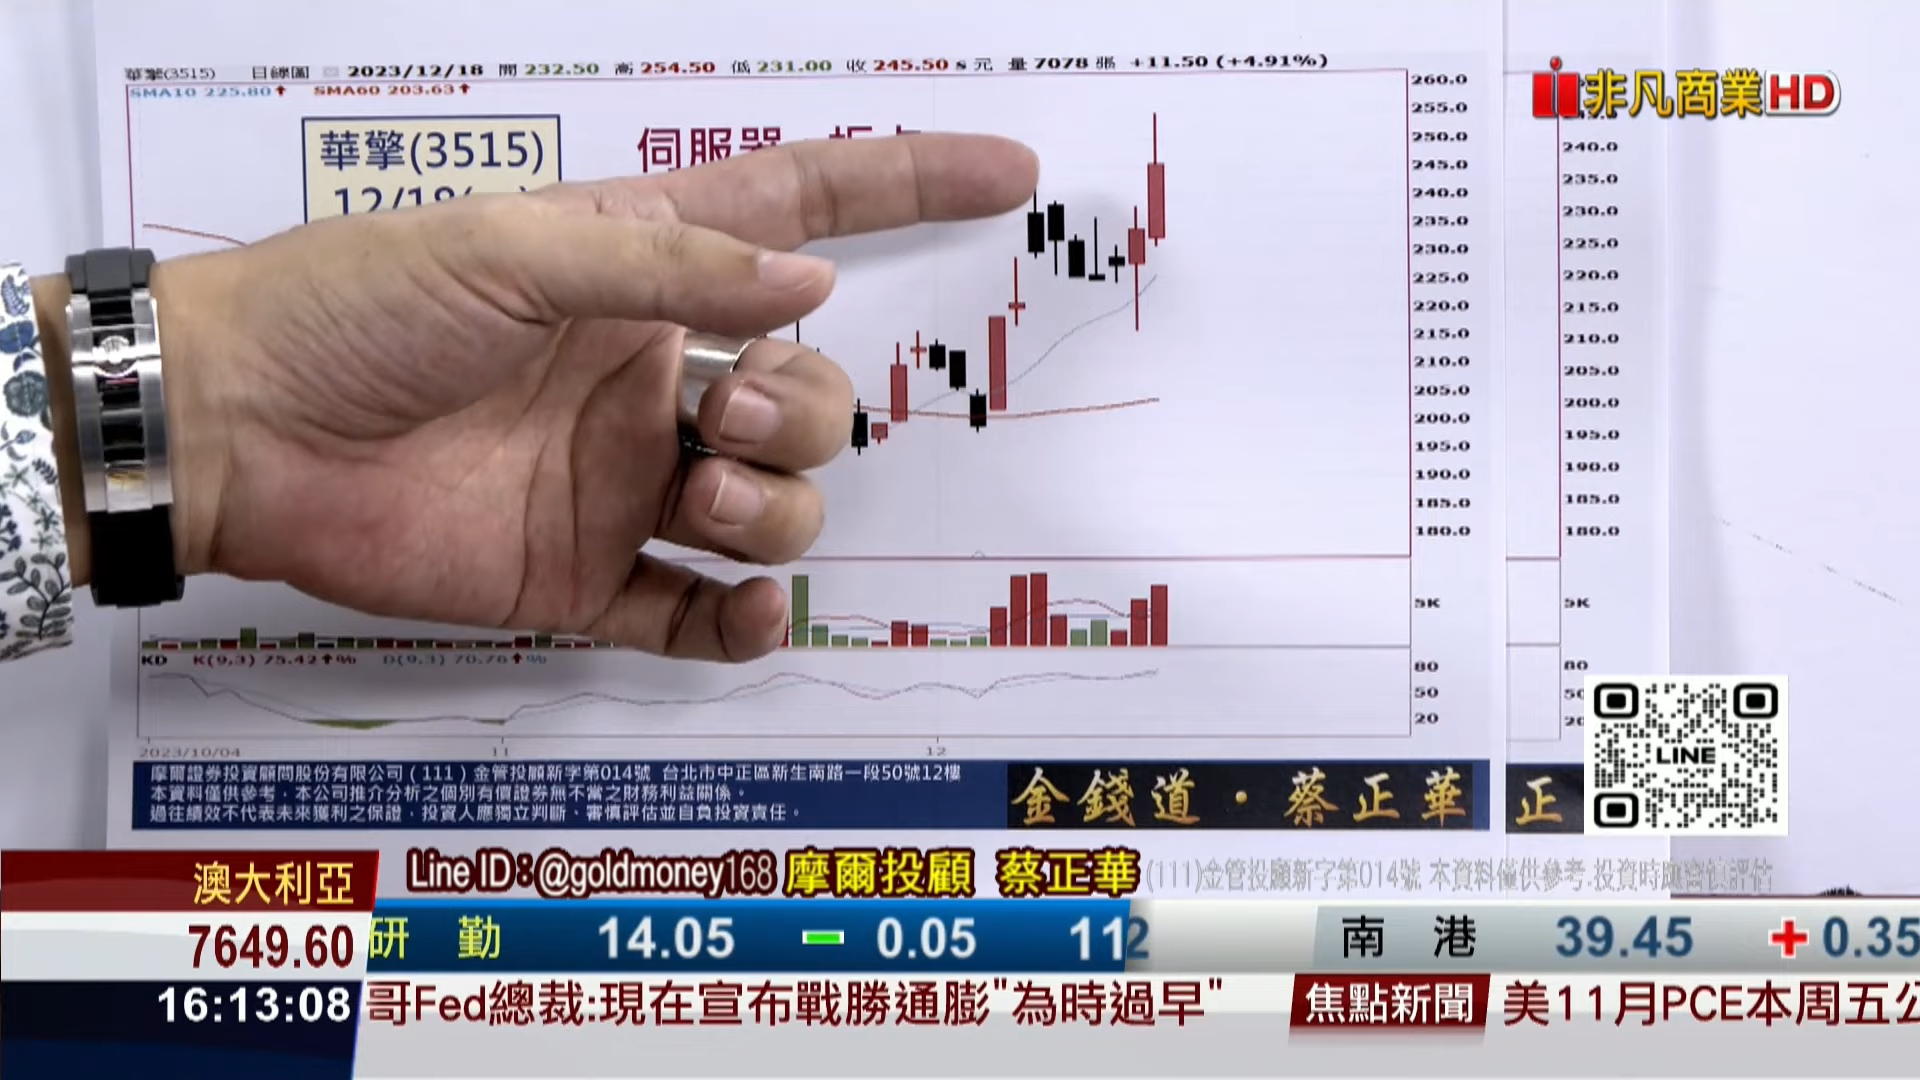 華擎(3515) 日線圖 2023/12/18 開 232.50 高 254.50 低 231.00 收 245.50 s 元 量 7078 張 +11.50 (+4.91%)
SMA10 225.80↑ SMA60 203.63↑
華擎(3515)
12/18
伺服器
260.0
255.0
250.0
245.0
240.0
235.0
230.0
225.0
220.0
215.0
210.0
205.0
200.0
195.0
190.0
185.0
180.0
5K
80
50
20
非凡商業HD
240.0
235.0
230.0
225.0
220.0
215.0
210.0
205.0
200.0
195.0
190.0
185.0
180.0
5K
80
KD K(9,3) 75.42↑% D(9,3) 70.76↑%
2023/10/04 11 12
摩爾證券投資顧問股份有限公司(111)金管投顧新字第014號 台北市中正區新生南路一段50號12樓
本資料僅供參考,本公司推介分析之個別有價證券無不當之財務利益關係。
過往績效不代表未來獲利之保證,投資人應獨立判斷、審慎評估並自負投資責任。
金錢道·蔡正華
正
LINE
澳大利亞
7649.60
16:13:08
Line ID:@goldmoney168 摩爾投顧 蔡正華 (111)金管投顧新字第014號 本資料僅供參考.投資時應審慎評估
研勤 14.05 － 0.05 112 南港 39.45 + 0.35
哥Fed總裁:現在宣布戰勝通膨"為時過早" 焦點新聞 美11月PCE本周五公